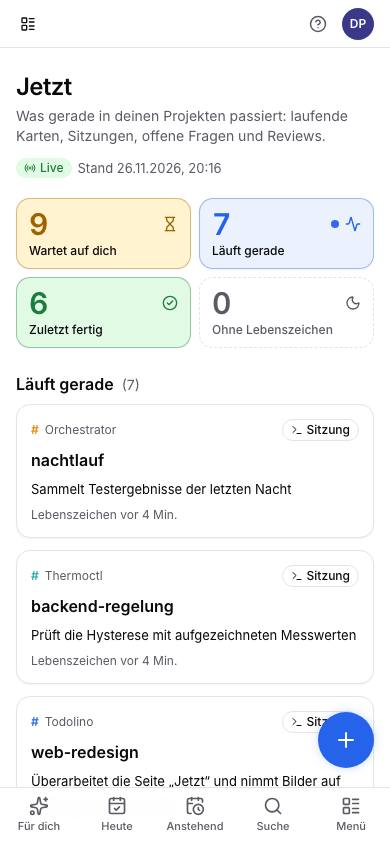 DP
Jetzt
Was gerade in deinen Projekten passiert: laufende
Karten, Sitzungen, offene Fragen und Reviews.
Live Stand 26.11.2026, 20:16
9
Wartet auf dich
7
Läuft gerade
6
Zuletzt fertig
0
Ohne Lebenszeichen
Läuft gerade (7)
# Orchestrator
Sitzung
nachtlauf
Sammelt Testergebnisse der letzten Nacht
Lebenszeichen vor 4 Min.
# Thermoctl
Sitzung
backend-regelung
Prüft die Hysterese mit aufgezeichneten Messwerten
Lebenszeichen vor 4 Min.
# Todolino
web-redesign
Überarbeitet die Seite „Jetzt“ und nimmt Bilder auf
Für dich
Heute
Anstehend
Suche
Menü